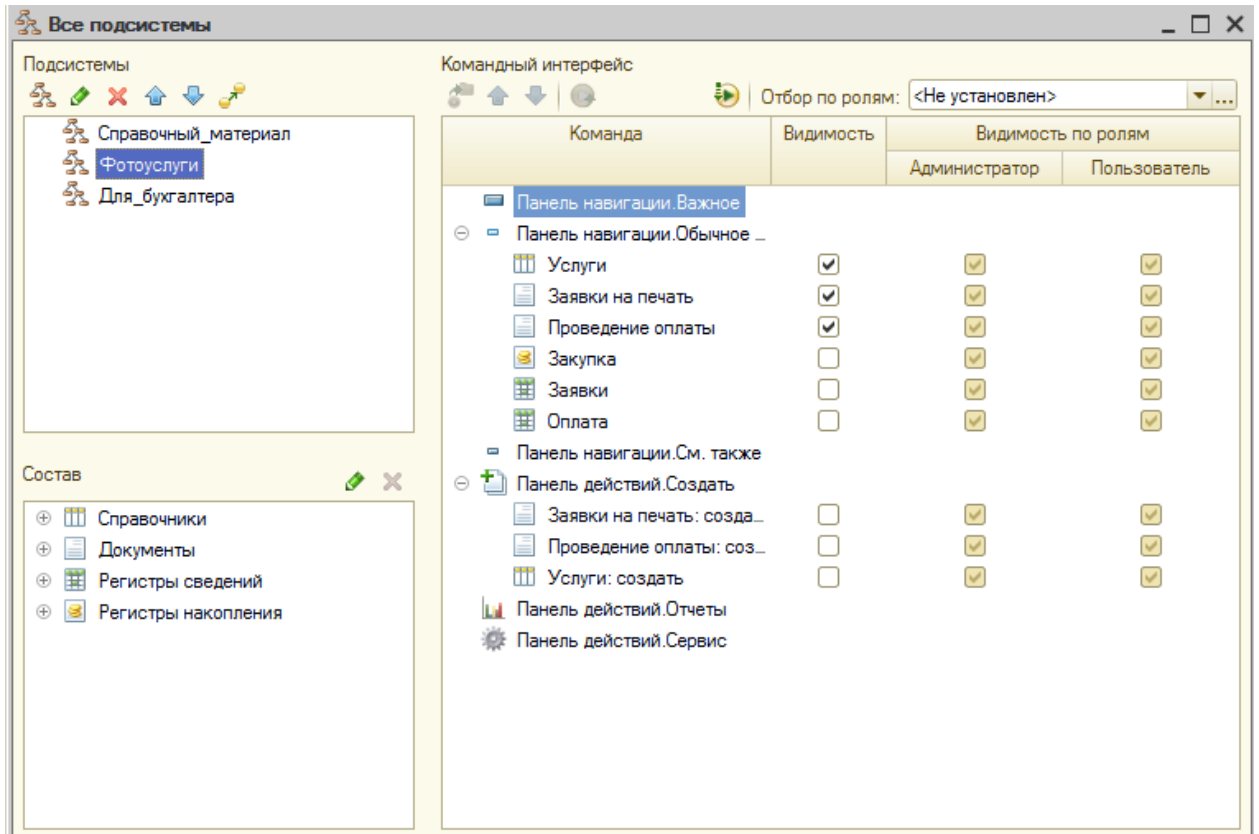 Все подсистемы
Подсистемы
Справочный_материал
Фотоуслуги
Для_бухгалтера
Состав
Справочники
Документы
Регистры сведений
Регистры накопления
Командный интерфейс
Отбор по ролям: <Не установлен>
Команда Видимость Видимость по ролям
Администратор Пользователь
Панель навигации.Важное
Панель навигации.Обычное ...
Услуги
Заявки на печать
Проведение оплаты
Закупка
Заявки
Оплата
Панель навигации.См. также
Панель действий.Создать
Заявки на печать: созда...
Проведение оплаты: соз...
Услуги: создать
Панель действий.Отчеты
Панель действий.Сервис